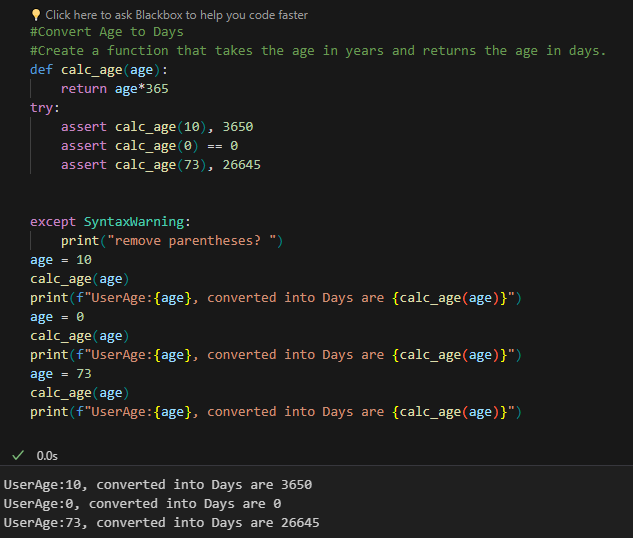 Click here to ask Blackbox to help you code faster
#Convert Age to Days
#Create a function that takes the age in years and returns the age in days.
def calc_age(age):
    return age*365
try:
    assert calc_age(10), 3650
    assert calc_age(0) == 0
    assert calc_age(73), 26645
except SyntaxWarning:
    print("remove parentheses? ")
age = 10
calc_age(age)
print(f"UserAge:{age}, converted into Days are {calc_age(age)}")
age = 0
calc_age(age)
print(f"UserAge:{age}, converted into Days are {calc_age(age)}")
age = 73
calc_age(age)
print(f"UserAge:{age}, converted into Days are {calc_age(age)}")
0.0s
UserAge:10, converted into Days are 3650
UserAge:0, converted into Days are 0
UserAge:73, converted into Days are 26645